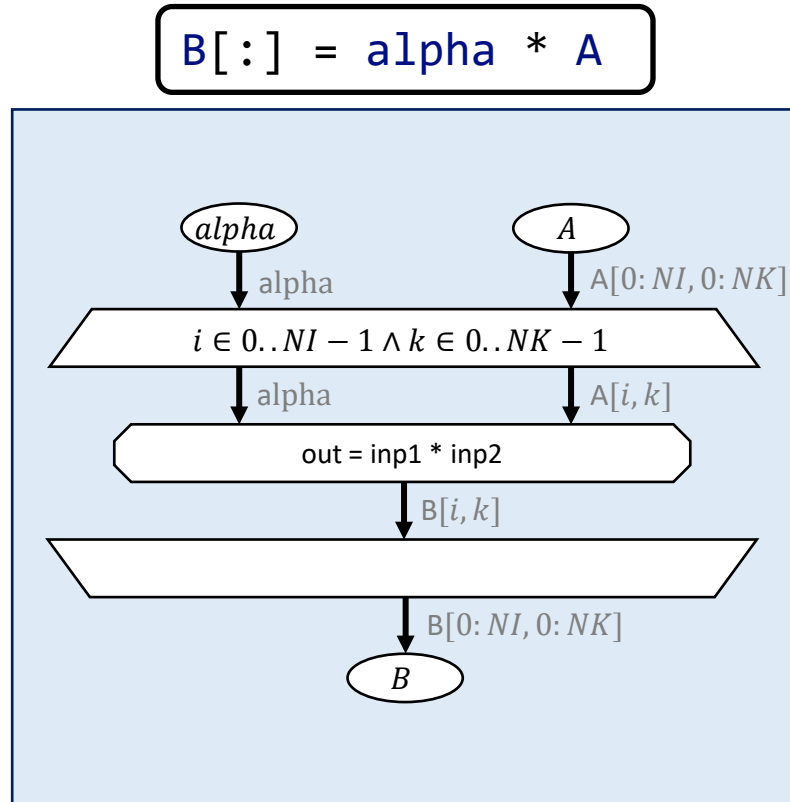 B[:] = alpha * A
alpha A
alpha A[0: NI, 0: NK]
i ∈ 0. . NI − 1 ∧ k ∈ 0. . NK − 1
alpha A[i, k]
out = inp1 * inp2
B[i, k]
B[0: NI, 0: NK]
B